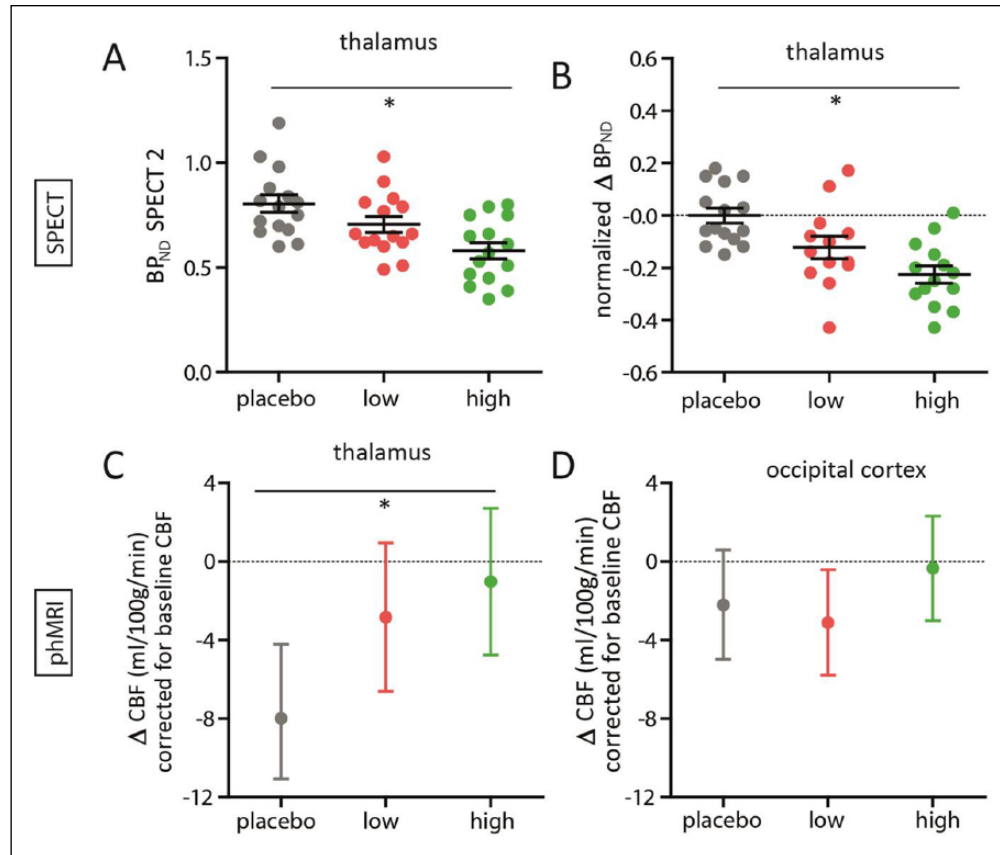 SPECT
A
thalamus
*
BPND SPECT 2
1.5
1.0
0.5
0.0
placebo low high
B
thalamus
*
normalized Δ BPND
0.6
0.4
0.2
-0.0
-0.2
-0.4
-0.6
placebo low high
phMRI
C
thalamus
*
Δ CBF (ml/100g/min)
corrected for baseline CBF
4
0
-4
-8
-12
placebo low high
D
occipital cortex
Δ CBF (ml/100g/min)
corrected for baseline CBF
4
0
-4
-8
-12
placebo low high